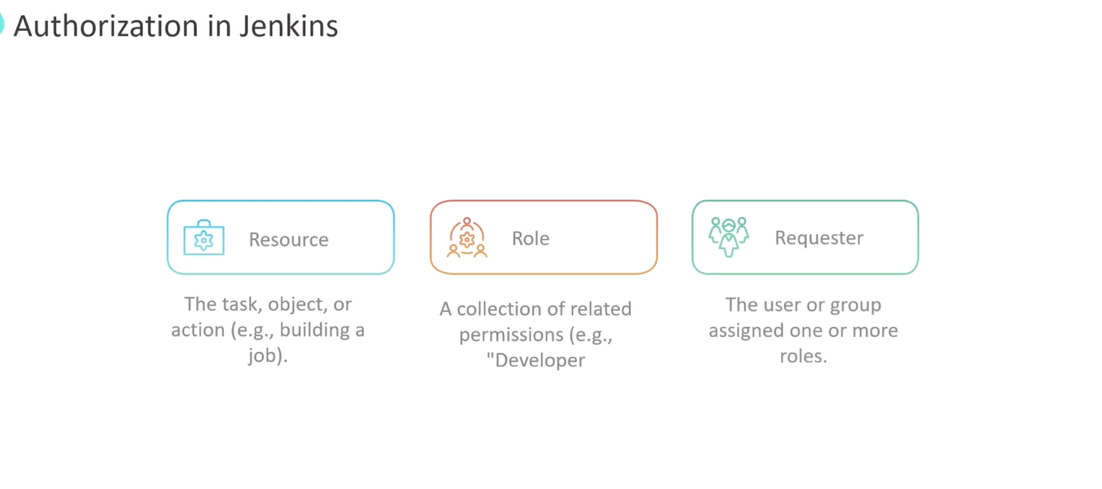 Authorization in Jenkins
Resource
The task, object, or
action (e.g., building a
job).
Role
A collection of related
permissions (e.g.,
"Developer
Requester
The user or group
assigned one or more
roles.